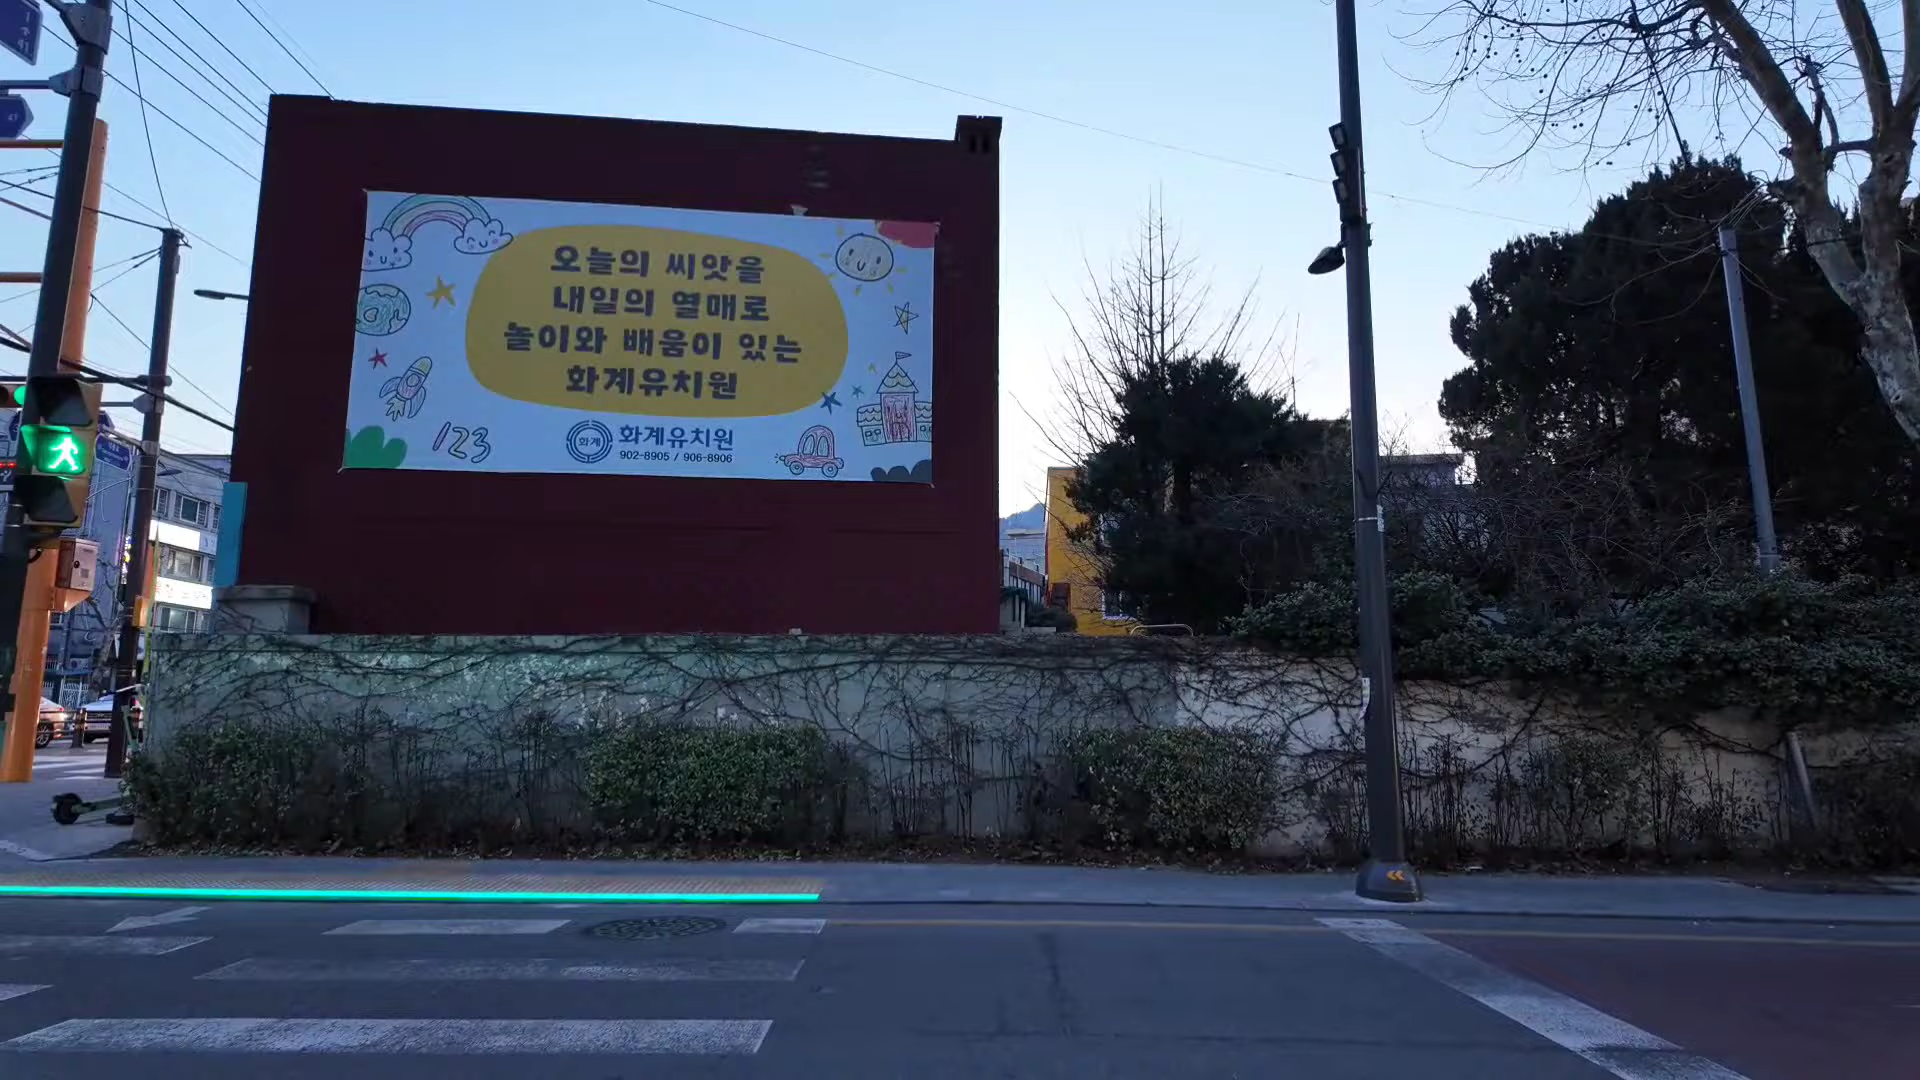 오늘의 씨앗을
내일의 열매로
놀이와 배움이 있는
화계유치원
123
화계
화계유치원
902-8905 / 906-8906